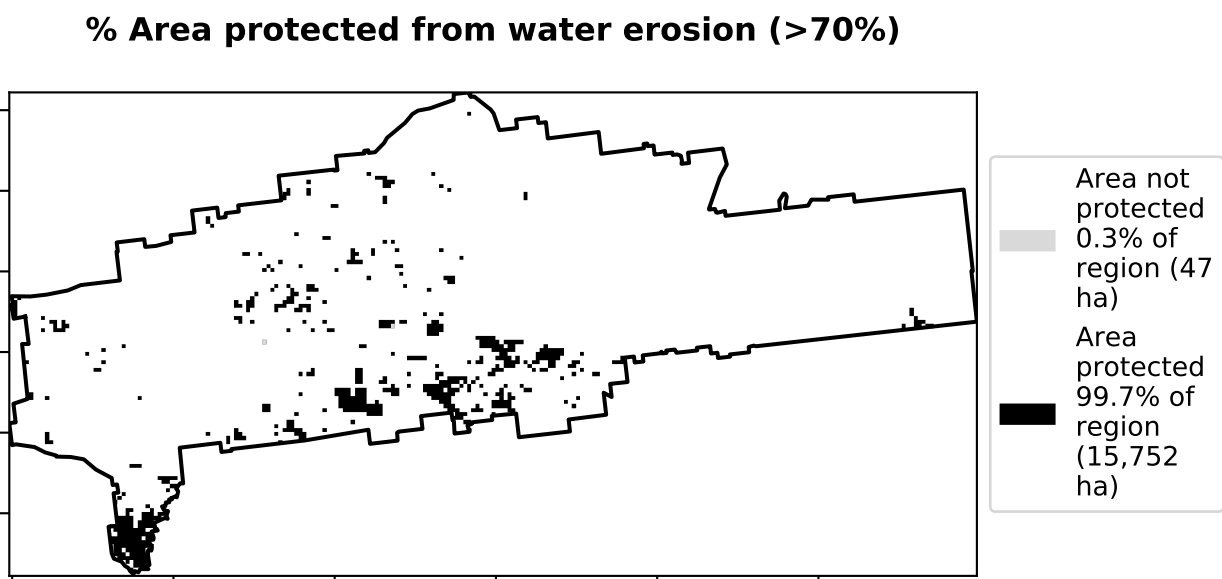 % Area protected from water erosion (>70%)
Area not
protected
0.3% of
region (47
ha)
Area
protected
99.7% of
region
(15,752
ha)